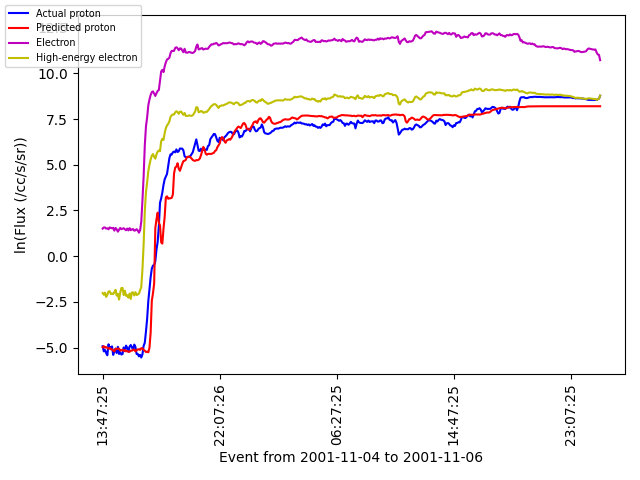 Actual proton
Predicted proton
Electron
High-energy electron
10.0
7.5
5.0
2.5
0.0
−2.5
−5.0
ln(Flux (/cc/s/sr))
13:47:25
22:07:26
06:27:25
14:47:25
23:07:25
Event from 2001-11-04 to 2001-11-06